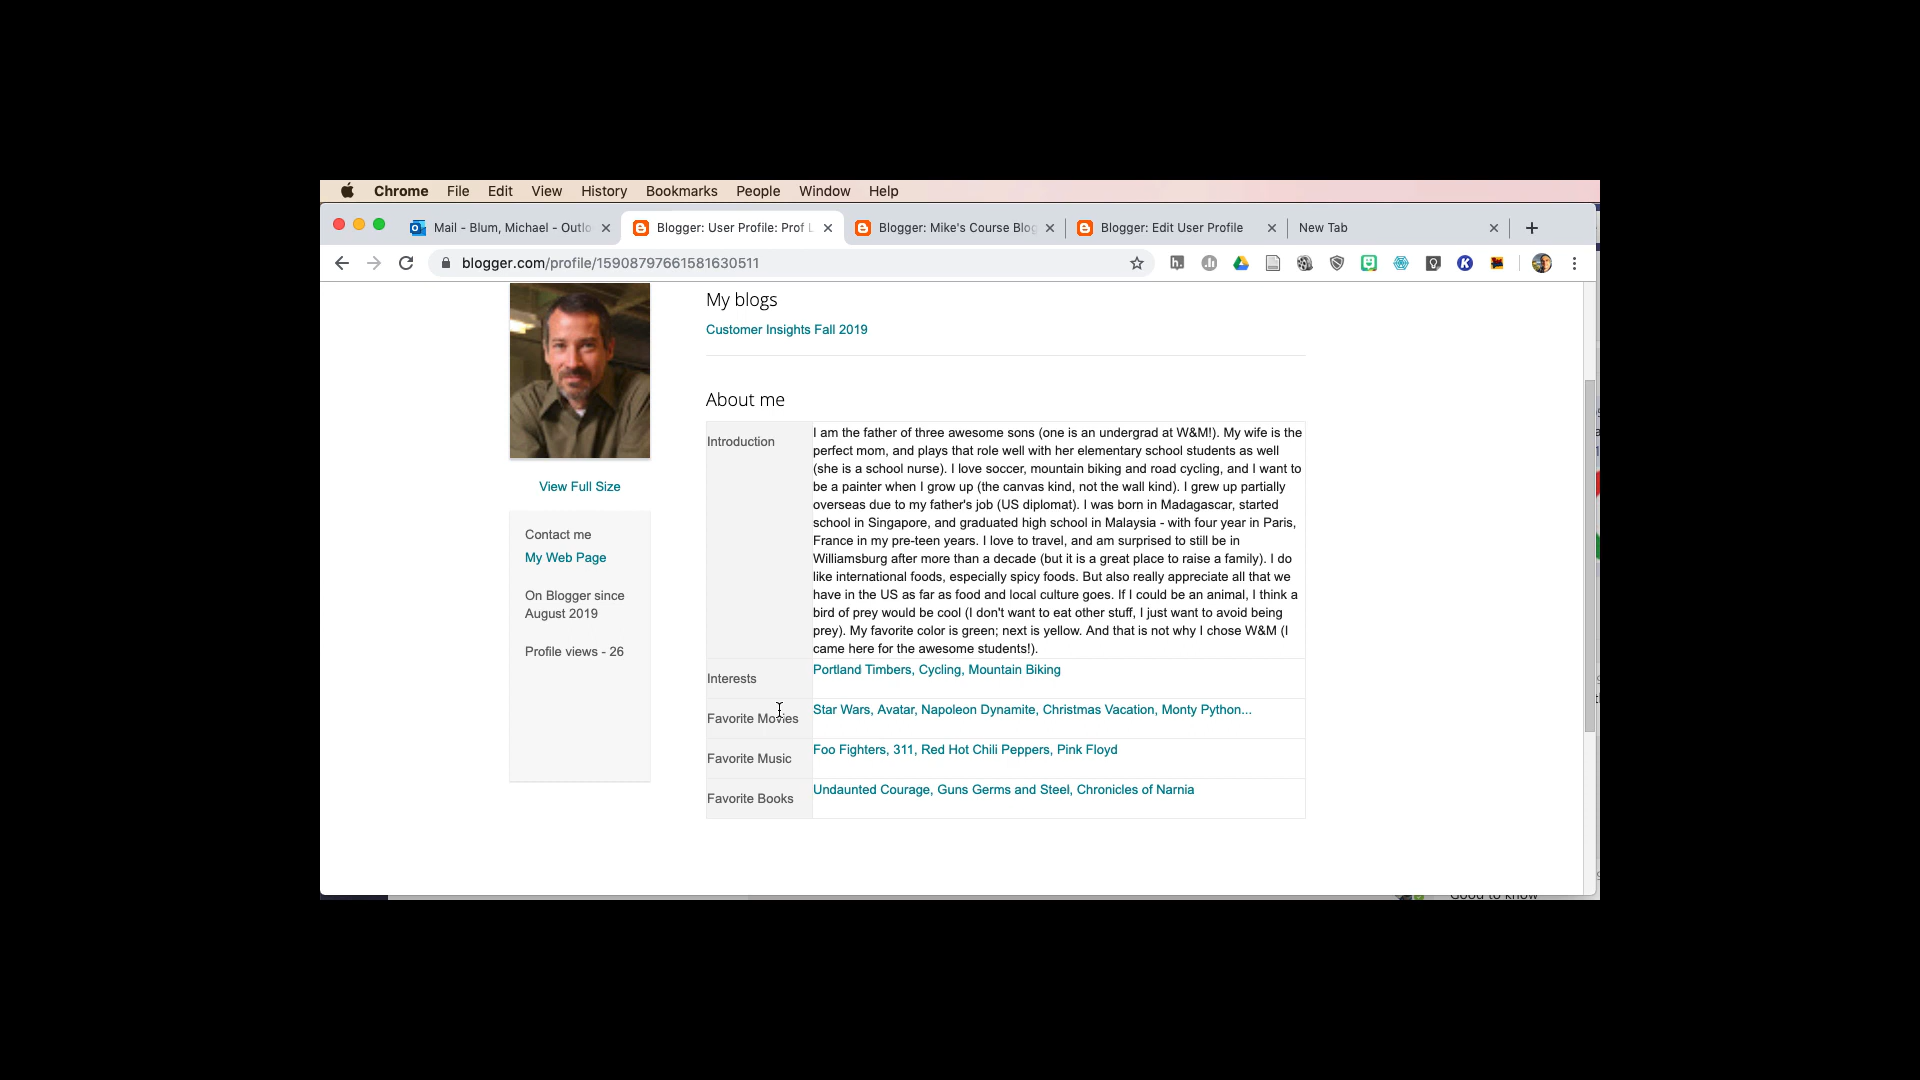 Chrome File Edit View History Bookmarks People Window Help
Mail - Blum, Michael - Outlo
Blogger: User Profile: Prof L
Blogger: Mike's Course Blog
Blogger: Edit User Profile
New Tab
blogger.com/profile/15908797661581630511
View Full Size
Contact me
My Web Page
On Blogger since
August 2019
Profile views - 26
My blogs
Customer Insights Fall 2019
About me
Introduction
I am the father of three awesome sons (one is an undergrad at W&M!). My wife is the
perfect mom, and plays that role well with her elementary school students as well
(she is a school nurse). I love soccer, mountain biking and road cycling, and I want to
be a painter when I grow up (the canvas kind, not the wall kind). I grew up partially
overseas due to my father's job (US diplomat). I was born in Madagascar, started
school in Singapore, and graduated high school in Malaysia - with four year in Paris,
France in my pre-teen years. I love to travel, and am surprised to still be in
Williamsburg after more than a decade (but it is a great place to raise a family). I do
like international foods, especially spicy foods. But also really appreciate all that we
have in the US as far as food and local culture goes. If I could be an animal, I think a
bird of prey would be cool (I don't want to eat other stuff, I just want to avoid being
prey). My favorite color is green; next is yellow. And that is not why I chose W&M (I
came here for the awesome students!).
Interests
Portland Timbers, Cycling, Mountain Biking
Favorite Movies
Star Wars, Avatar, Napoleon Dynamite, Christmas Vacation, Monty Python...
Favorite Music
Foo Fighters, 311, Red Hot Chili Peppers, Pink Floyd
Favorite Books
Undaunted Courage, Guns Germs and Steel, Chronicles of Narnia
Good to know